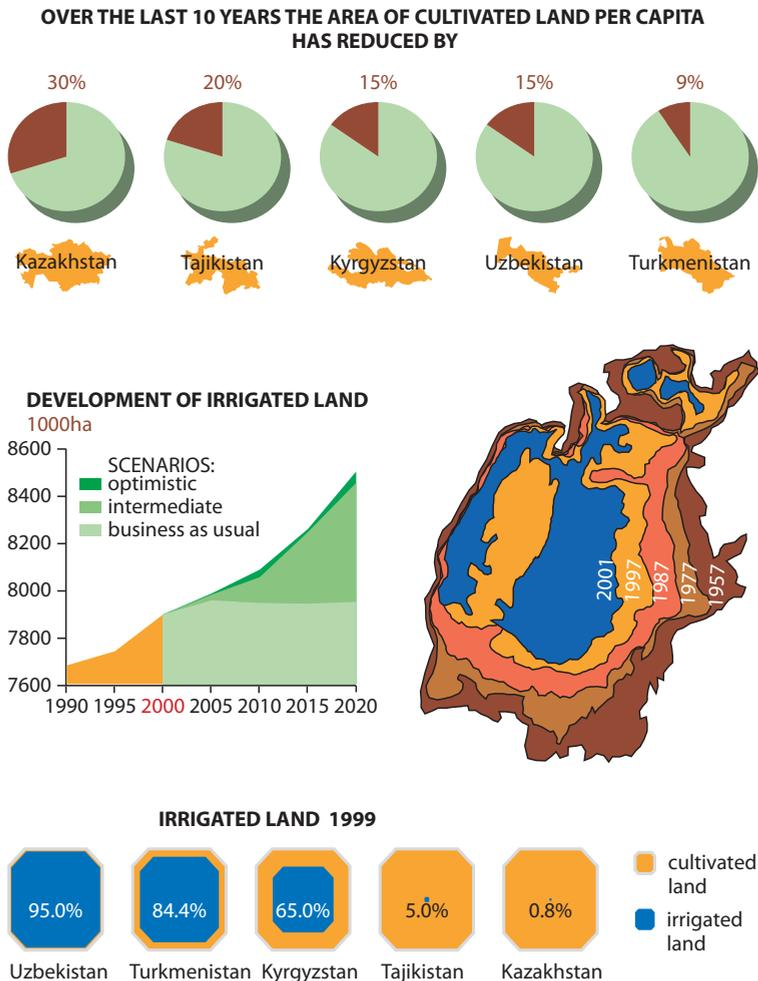 OVER THE LAST 10 YEARS THE AREA OF CULTIVATED LAND PER CAPITA
HAS REDUCED BY
30% 20% 15% 15% 9%
Kazakhstan Tajikistan Kyrgyzstan Uzbekistan Turkmenistan
DEVELOPMENT OF IRRIGATED LAND
1000ha
8600
SCENARIOS:
optimistic
8400
intermediate
business as usual
8200
8000
7800
7600
1990 1995 2000 2005 2010 2015 2020
2001
1997
1987
1977
1957
IRRIGATED LAND 1999
95.0% 84.4% 65.0% 5.0% 0.8%
Uzbekistan Turkmenistan Kyrgyzstan Tajikistan Kazakhstan
cultivated
land
irrigated
land